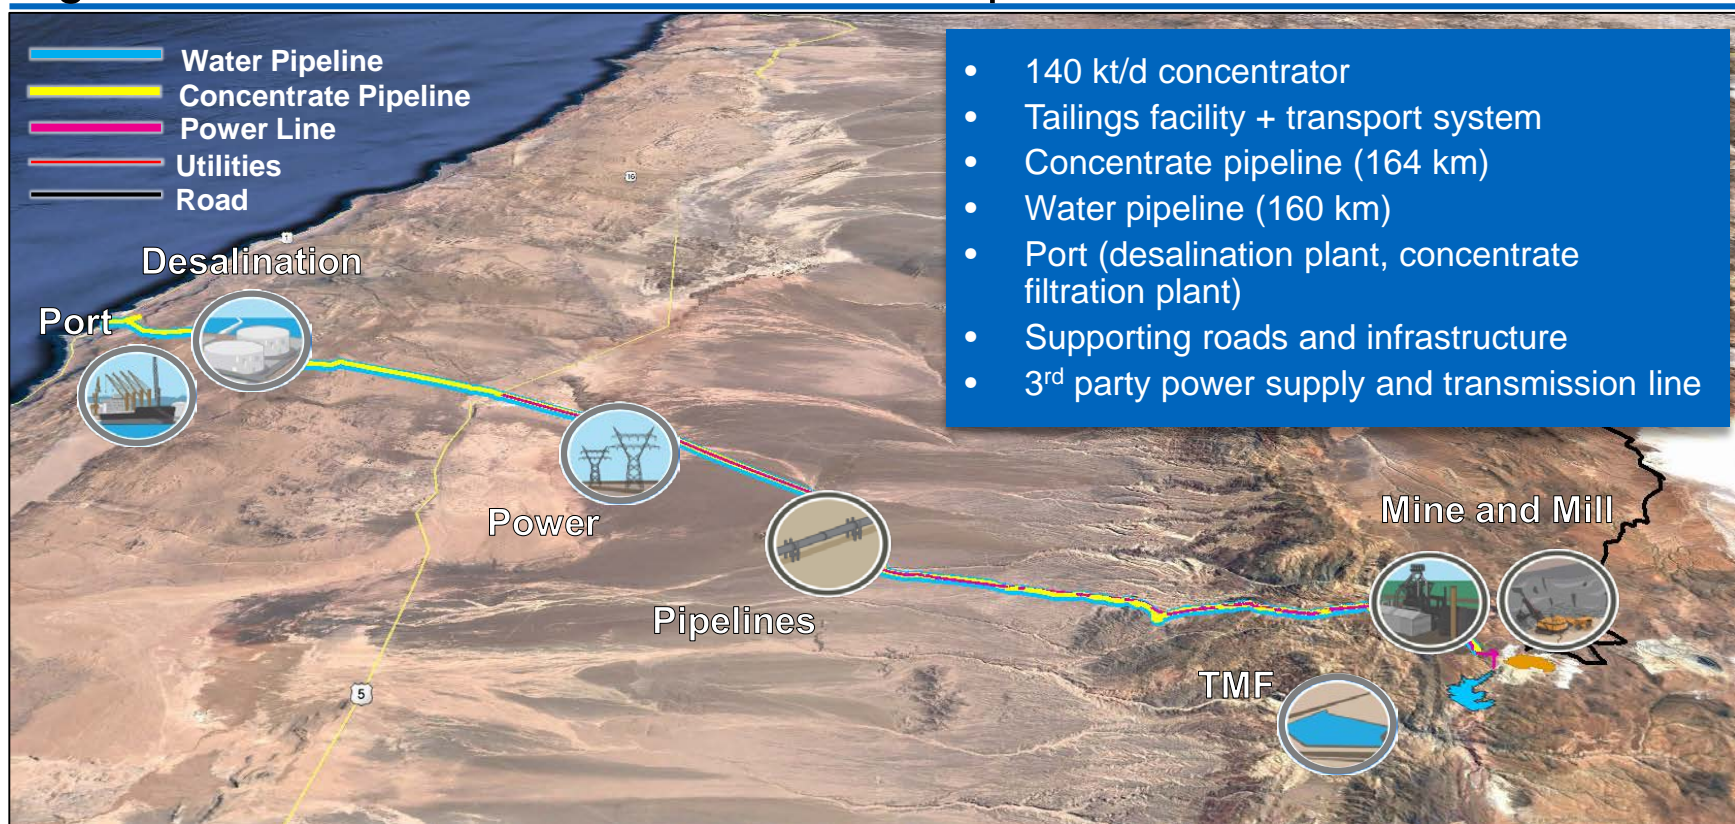 Water Pipeline
Concentrate Pipeline
Power Line
Utilities
Road
• 140 kt/d concentrator
• Tailings facility + transport system
• Concentrate pipeline (164 km)
• Water pipeline (160 km)
• Port (desalination plant, concentrate
filtration plant)
• Supporting roads and infrastructure
• 3rd party power supply and transmission line
16
1
Desalination
Port
Power
Mine and Mill
Pipelines
TMF
5